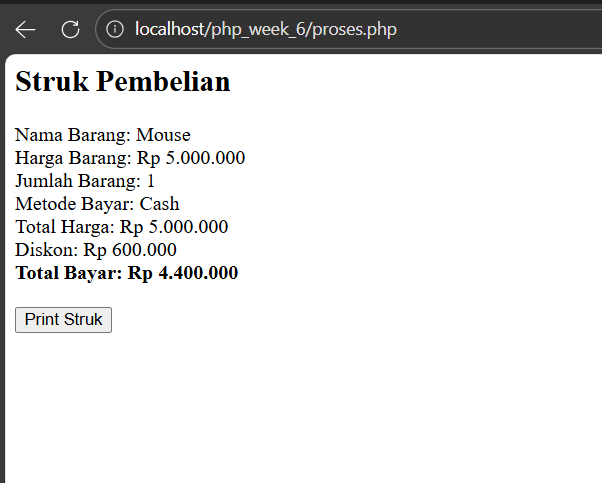 localhost/php_week_6/proses.php
Struk Pembelian
Nama Barang: Mouse
Harga Barang: Rp 5.000.000
Jumlah Barang: 1
Metode Bayar: Cash
Total Harga: Rp 5.000.000
Diskon: Rp 600.000
Total Bayar: Rp 4.400.000
Print Struk